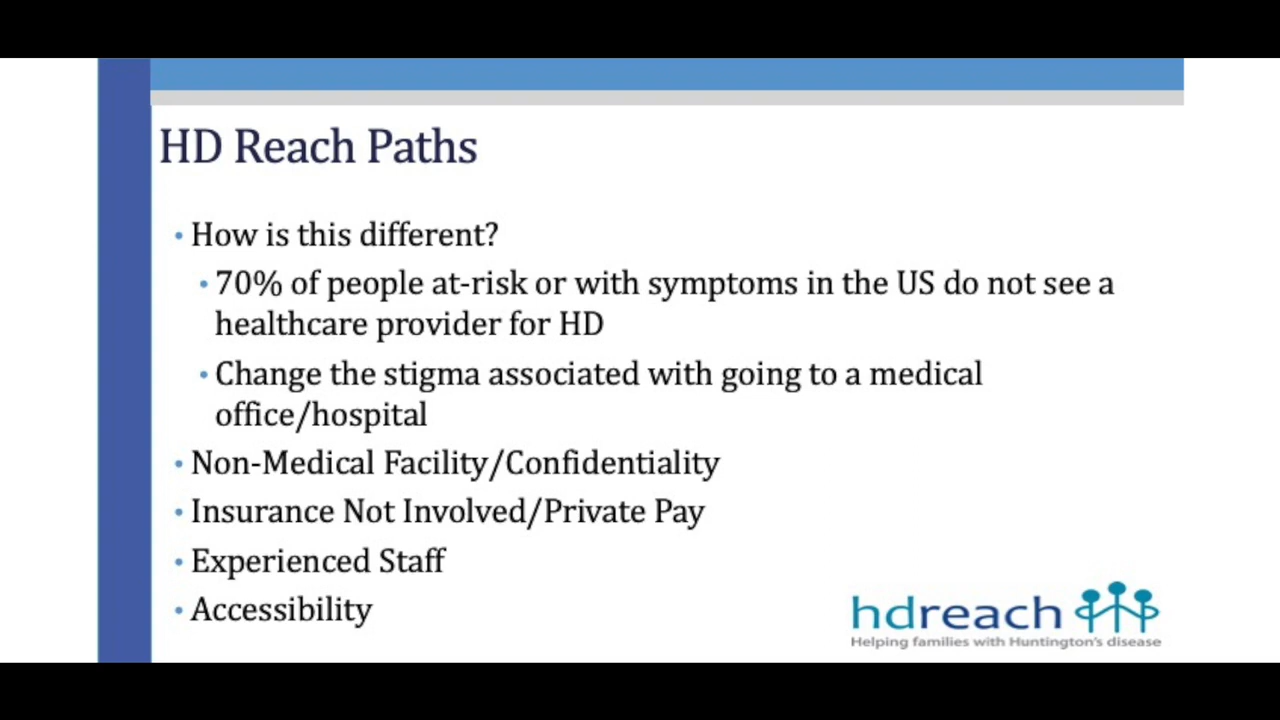 HD Reach Paths
• How is this different?
• 70% of people at-risk or with symptoms in the US do not see a
healthcare provider for HD
• Change the stigma associated with going to a medical
office/hospital
• Non-Medical Facility/Confidentiality
• Insurance Not Involved/Private Pay
• Experienced Staff
• Accessibility
hdreach
Helping families with Huntington's disease